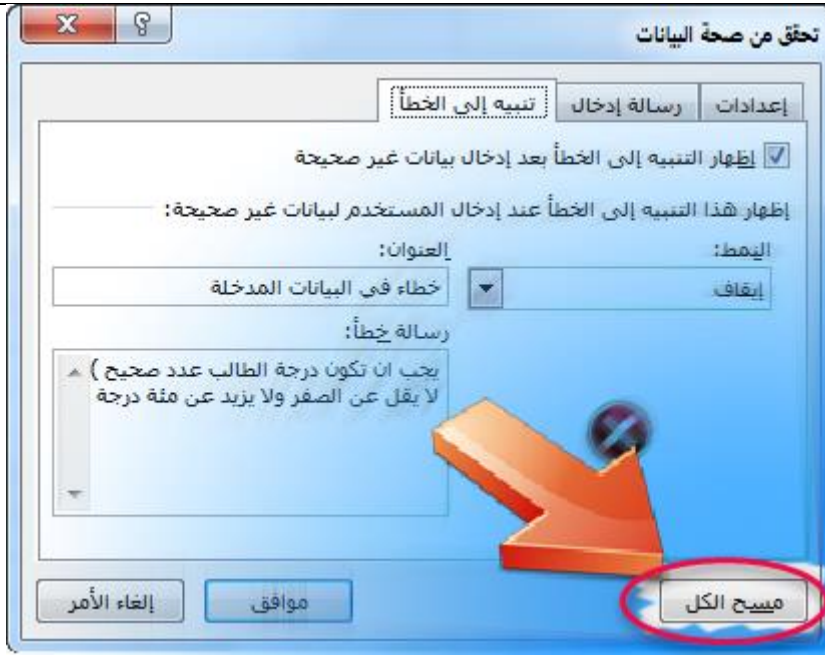 تحقق من صحة البيانات
إعدادات
رسالة إدخال
تنبيه إلى الخطأ
إظهار التنبيه إلى الخطأ بعد إدخال بيانات غير صحيحة
إظهار هذا التنبيه إلى الخطأ عند إدخال المستخدم لبيانات غير صحيحة:
النمط:
العنوان:
إيقاف
خطاء في البيانات المدخلة
رسالة خطأ:
يجب ان تكون درجة الطالب عدد صحيح )
لا يقل عن الصفر ولا يزيد عن مئة درجة
مسح الكل
موافق
إلغاء الأمر